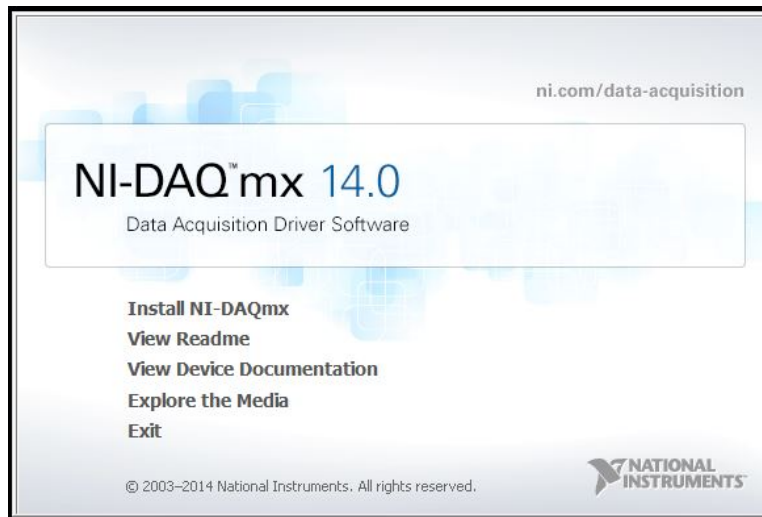 ni.com/data-acquisition
NI-DAQ™mx 14.0
Data Acquisition Driver Software
Install NI-DAQmx
View Readme
View Device Documentation
Explore the Media
Exit
© 2003–2014 National Instruments. All rights reserved.
NATIONAL
INSTRUMENTS™